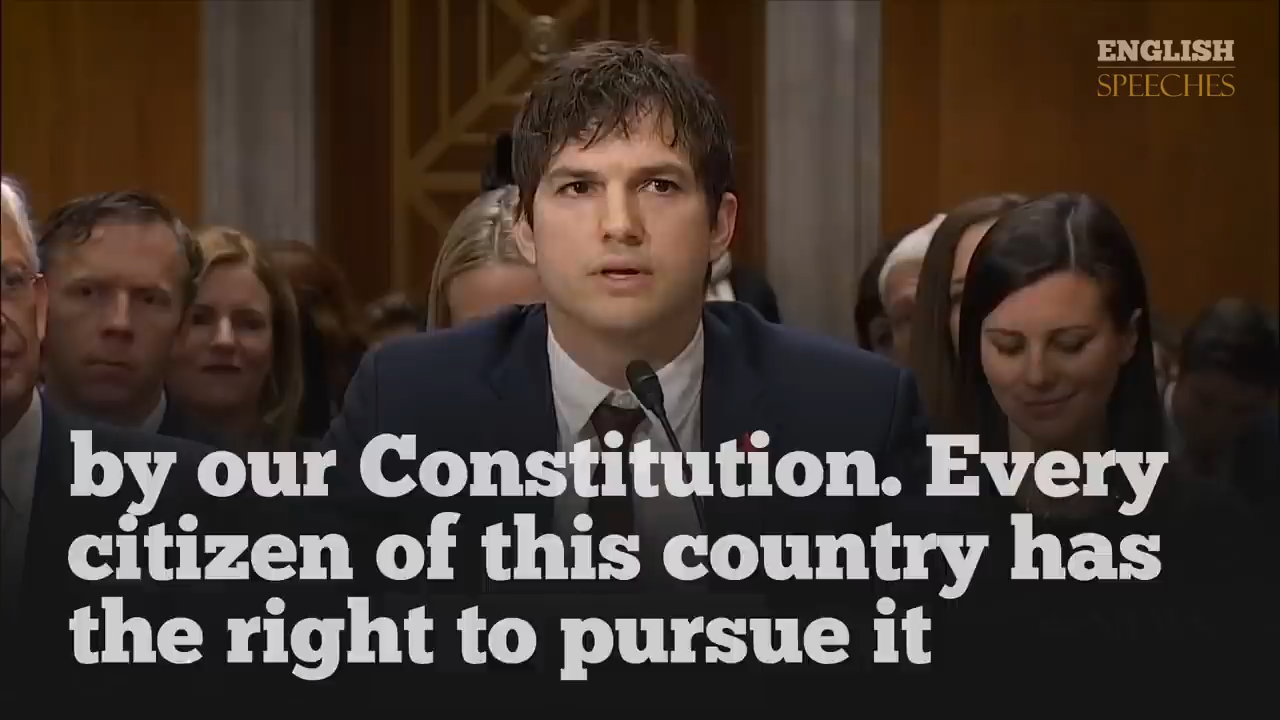 ENGLISH
SPEECHES
by our Constitution. Every
citizen of this country has
the right to pursue it